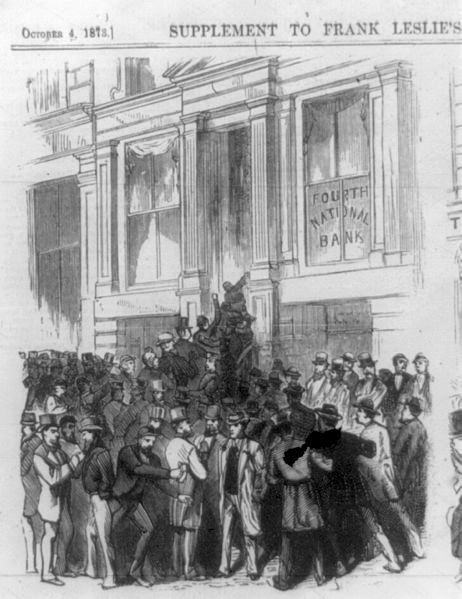 OCTOBER 4, 1873.] SUPPLEMENT TO FRANK LESLIE'S
FOURTH
NATIONAL
BANK